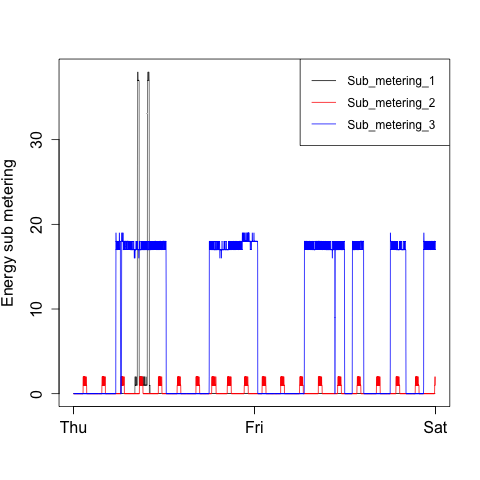 Sub_metering_1
Sub_metering_2
Sub_metering_3
Energy sub metering
30
20
10
0
Thu Fri Sat